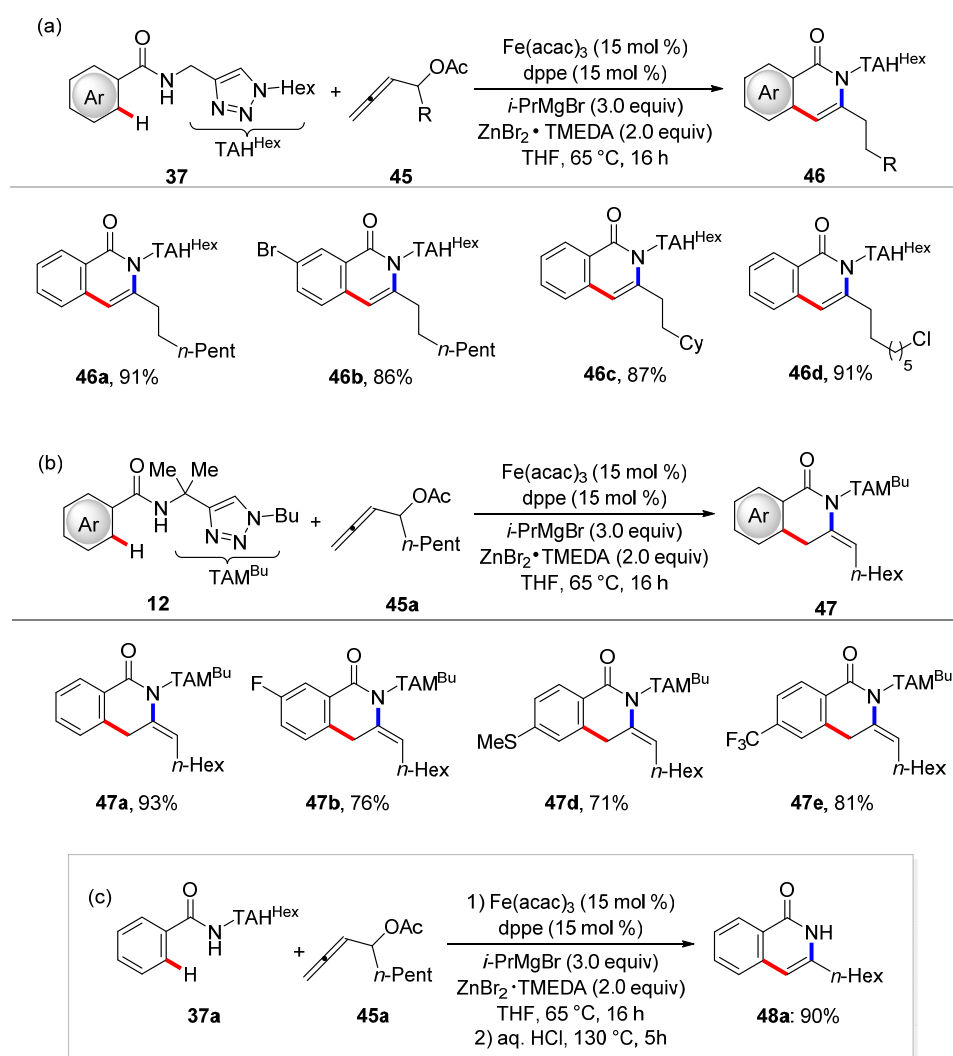 (a)
O
Ar
N
H
H
N
N
N
Hex
TAH^Hex
37
+
OAc
R
45
Fe(acac)₃ (15 mol %)
dppe (15 mol %)
i-PrMgBr (3.0 equiv)
ZnBr₂•TMEDA (2.0 equiv)
THF, 65 °C, 16 h
O
Ar
N
TAH^Hex
R
46
O
N
TAH^Hex
n-Pent
46a, 91%
Br
O
N
TAH^Hex
n-Pent
46b, 86%
O
N
TAH^Hex
Cy
46c, 87%
O
N
TAH^Hex
( )₅
Cl
46d, 91%
(b)
O
Me Me
Ar
N
H
H
N
N
N
Bu
TAM^Bu
12
+
OAc
n-Pent
45a
Fe(acac)₃ (15 mol %)
dppe (15 mol %)
i-PrMgBr (3.0 equiv)
ZnBr₂•TMEDA (2.0 equiv)
THF, 65 °C, 16 h
O
Ar
N
TAM^Bu
n-Hex
47
O
N
TAM^Bu
n-Hex
47a, 93%
F
O
N
TAM^Bu
n-Hex
47b, 76%
MeS
O
N
TAM^Bu
n-Hex
47d, 71%
F₃C
O
N
TAM^Bu
n-Hex
47e, 81%
(c)
O
N
H
TAH^Hex
H
37a
+
OAc
n-Pent
45a
1) Fe(acac)₃ (15 mol %)
dppe (15 mol %)
i-PrMgBr (3.0 equiv)
ZnBr₂•TMEDA (2.0 equiv)
THF, 65 °C, 16 h
2) aq. HCl, 130 °C, 5h
O
NH
n-Hex
48a: 90%